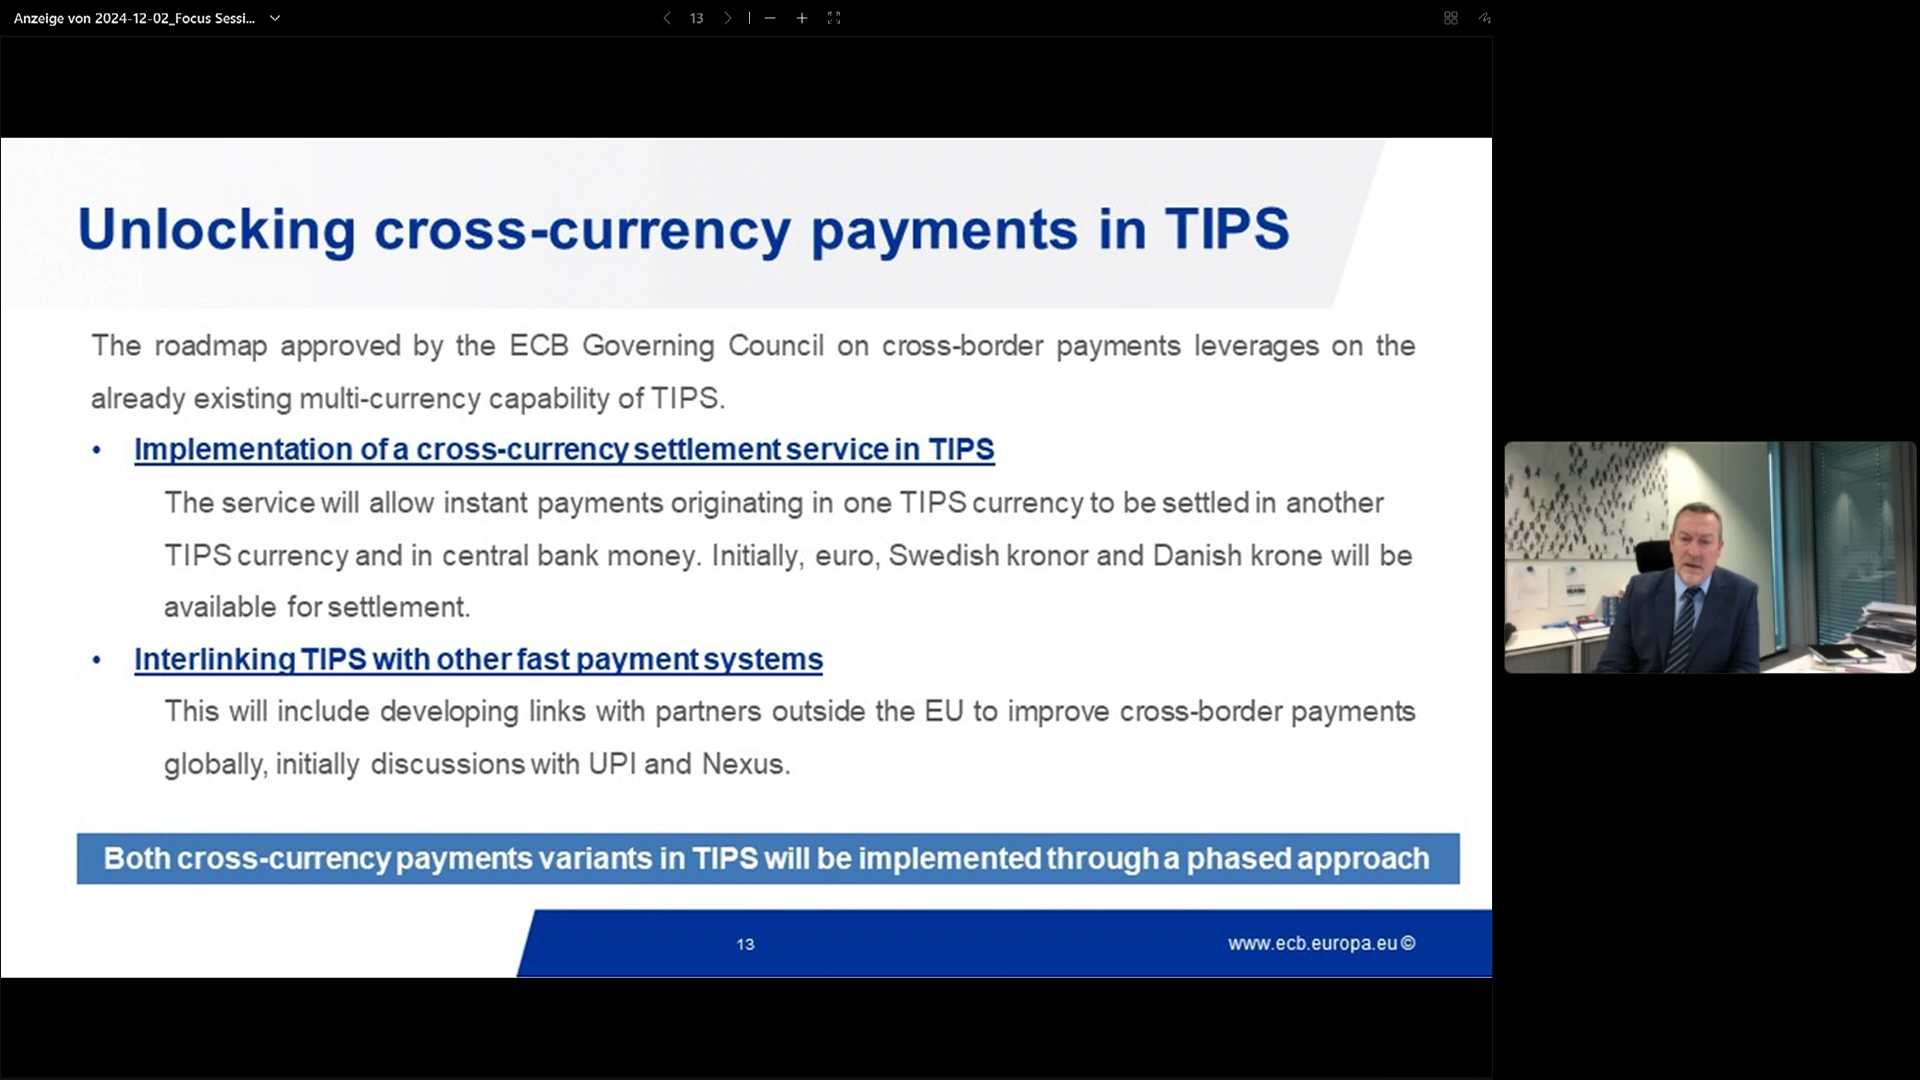 Anzeige von 2024-12-02_Focus Sessi...
13
Unlocking cross-currency payments in TIPS
The roadmap approved by the ECB Governing Council on cross-border payments leverages on the
already existing multi-currency capability of TIPS.
• Implementation of a cross-currency settlement service in TIPS
The service will allow instant payments originating in one TIPS currency to be settled in another
TIPS currency and in central bank money. Initially, euro, Swedish kronor and Danish krone will be
available for settlement.
• Interlinking TIPS with other fast payment systems
This will include developing links with partners outside the EU to improve cross-border payments
globally, initially discussions with UPI and Nexus.
Both cross-currency payments variants in TIPS will be implemented through a phased approach
13
www.ecb.europa.eu ©